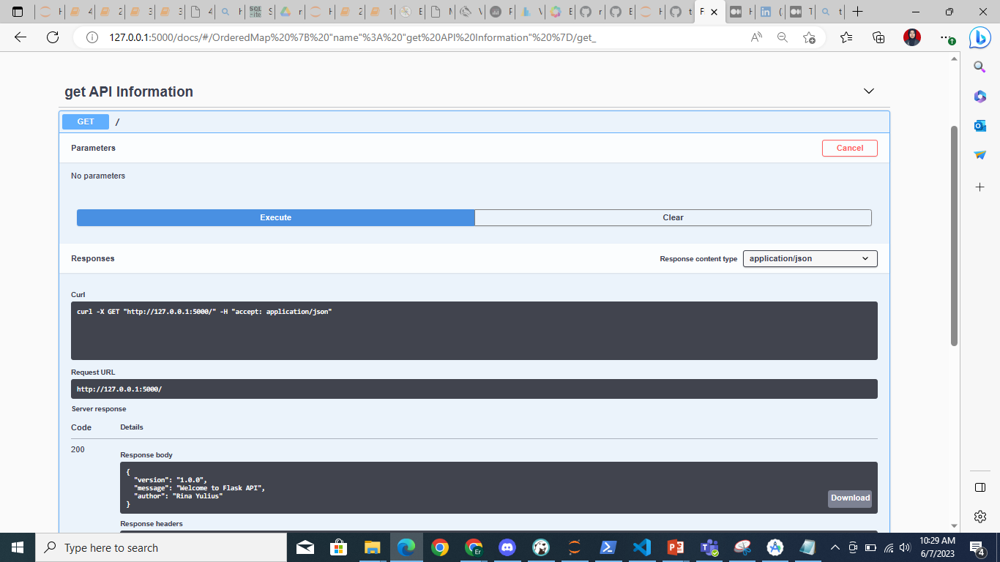 127.0.0.1:5000/docs/#/OrderedMap%20%7B%20"name"%3A%20"get%20API%20Information"%20%7D/get_
get API Information
GET /
Parameters
Cancel
No parameters
Execute
Clear
Responses
Response content type
application/json
Curl
curl -X GET "http://127.0.0.1:5000/" -H "accept: application/json"
Request URL
http://127.0.0.1:5000/
Server response
Code Details
200
Response body
{
"version": "1.0.0",
"message": "Welcome to Flask API",
"author": "Rina Yulius"
}
Download
Response headers
Type here to search
10:29 AM
6/7/2023
4